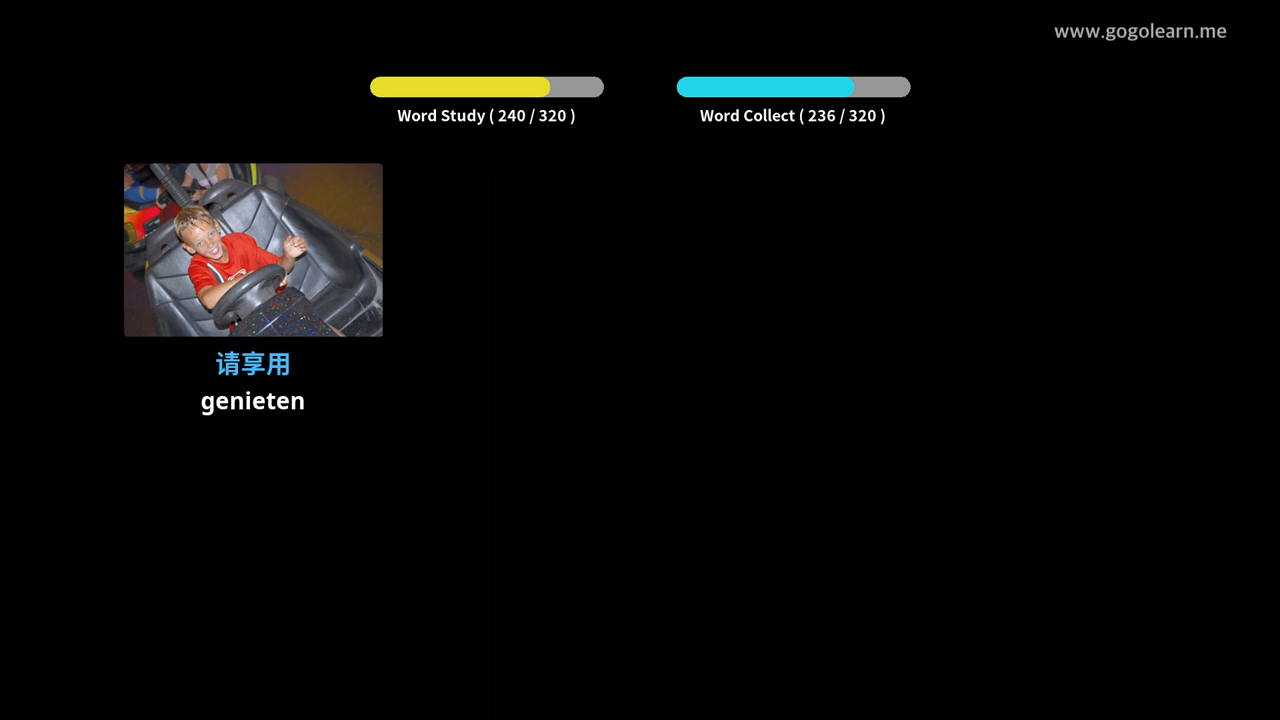 www.gogolearn.me
Word Study ( 240 / 320 )
Word Collect ( 236 / 320 )
请享用
genieten